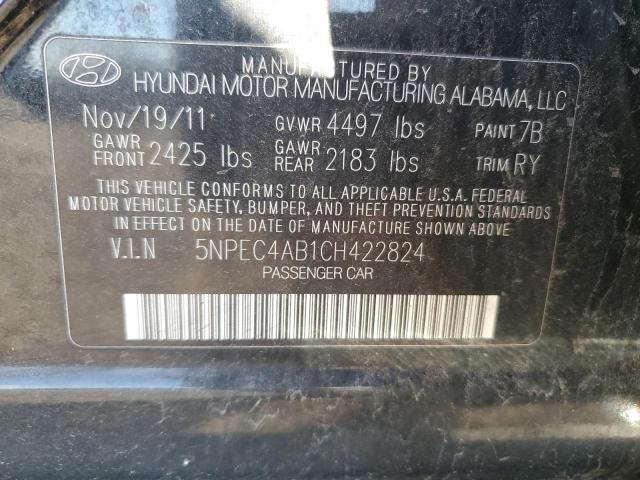 MANUFACTURED BY
HYUNDAI MOTOR MANUFACTURING ALABAMA, LLC
Nov/19/11 GVWR 4497 lbs PAINT 7B
GAWR FRONT 2425 lbs GAWR REAR 2183 lbs TRIM RY
THIS VEHICLE CONFORMS TO ALL APPLICABLE U.S.A. FEDERAL
MOTOR VEHICLE SAFETY, BUMPER, AND THEFT PREVENTION STANDARDS
IN EFFECT ON THE DATE OF MANUFACTURE SHOWN ABOVE
V.I.N 5NPEC4AB1CH422824
PASSENGER CAR